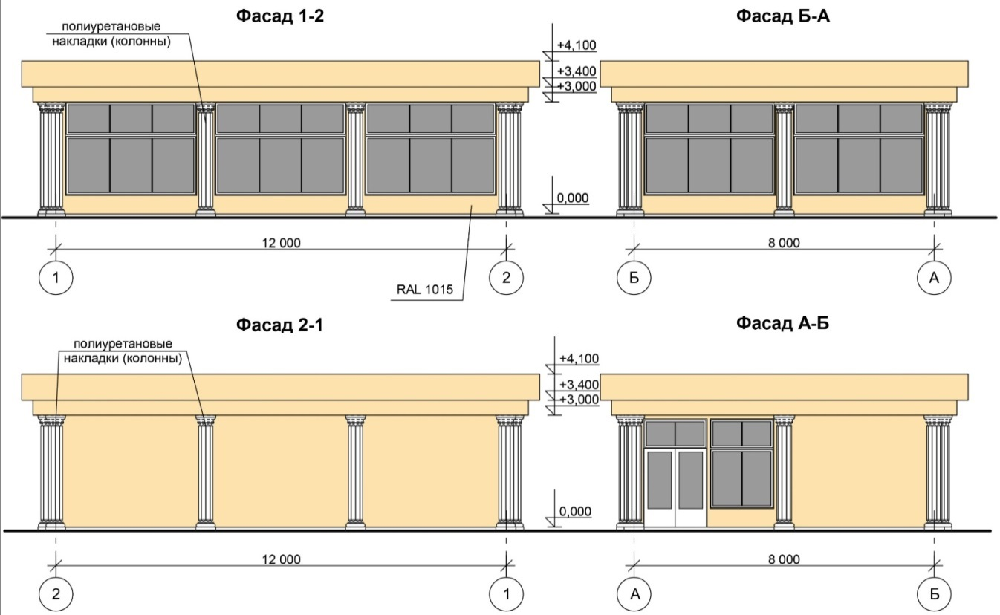 Фасад 1-2
полиуретановые
накладки (колонны)
+4,100
+3,400
+3,000
0,000
12 000
1
2
RAL 1015
Фасад Б-А
8 000
Б
А
Фасад 2-1
полиуретановые
накладки (колонны)
+4,100
+3,400
+3,000
0,000
12 000
2
1
Фасад А-Б
8 000
А
Б